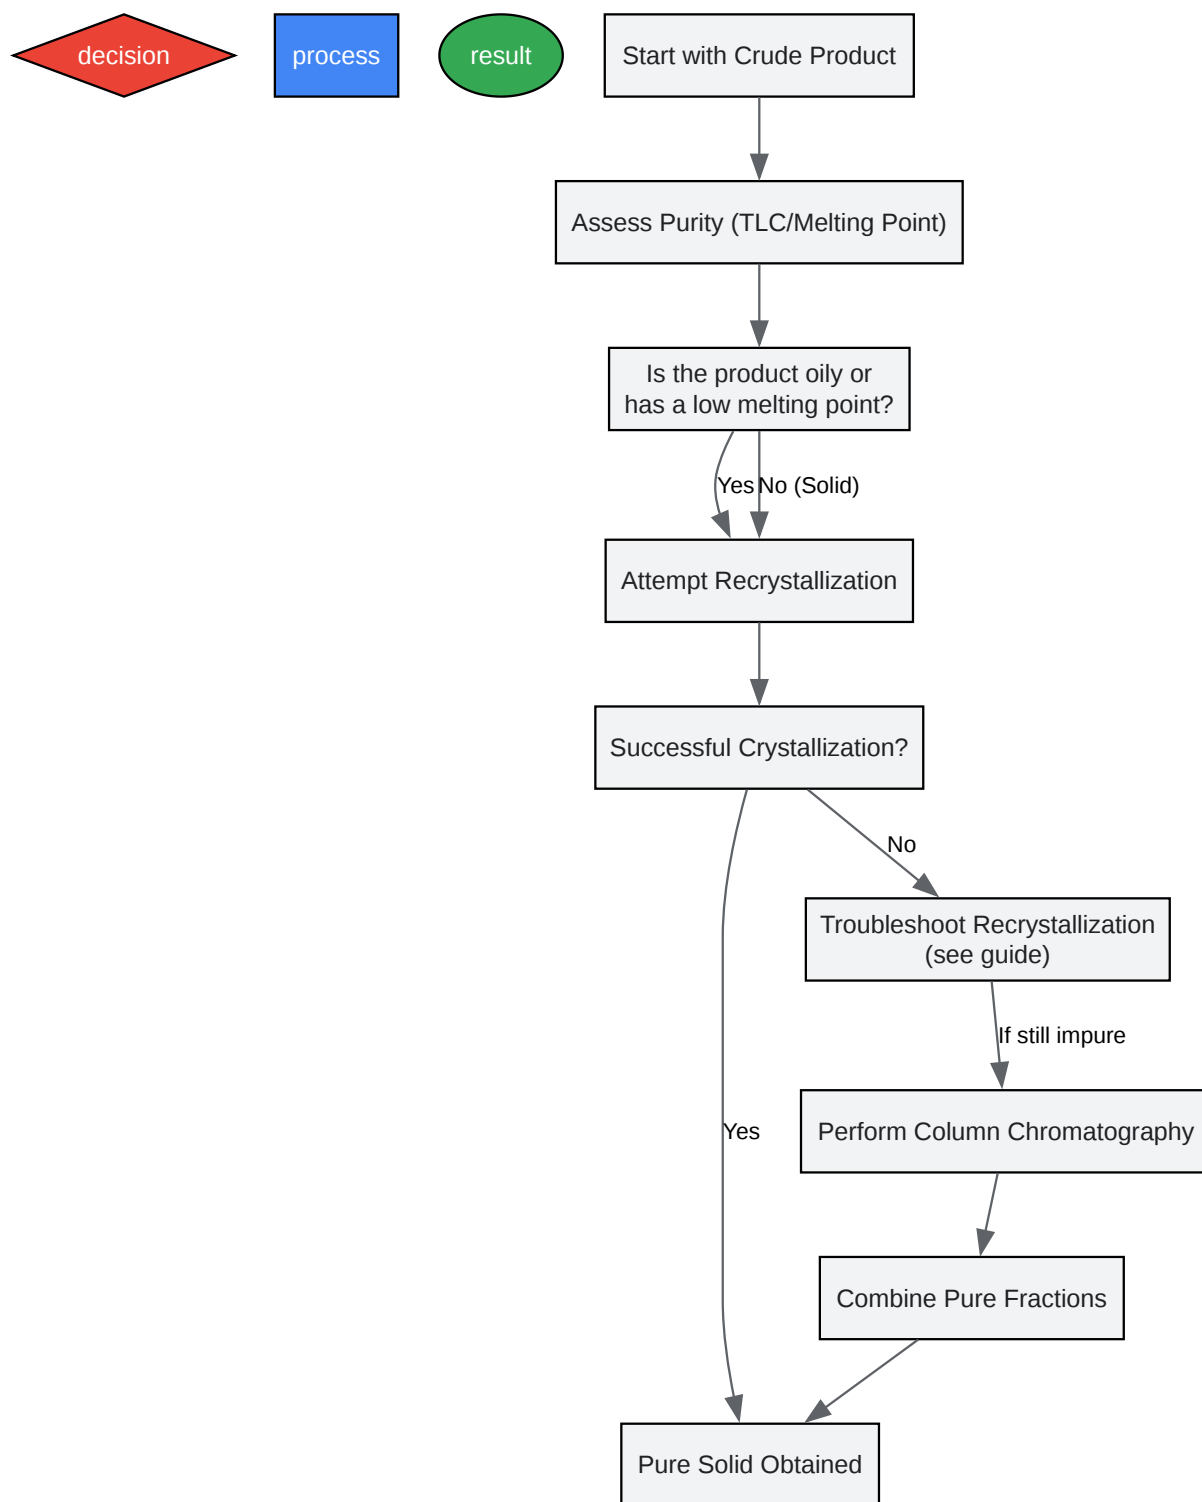 decision
process
result
Start with Crude Product
Assess Purity (TLC/Melting Point)
Is the product oily or
has a low melting point?
Yes
No (Solid)
Attempt Recrystallization
Successful Crystallization?
No
Troubleshoot Recrystallization
(see guide)
If still impure
Yes
Perform Column Chromatography
Combine Pure Fractions
Pure Solid Obtained